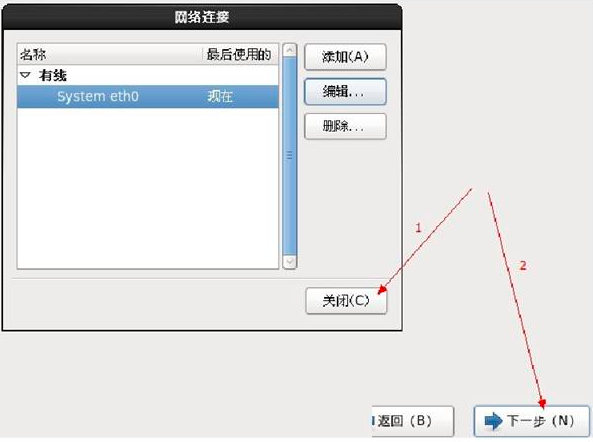 网络连接
名称 最后使用的
有线
System eth0 现在
添加(A)
编辑...
删除...
1
2
关闭(C)
返回（B）
下一步（N）